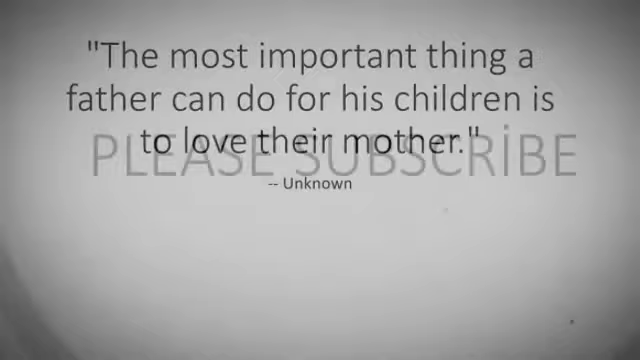 "The most important thing a
father can do for his children is
to love their mother."
PLEASE SUBSCRİBE
-- Unknown